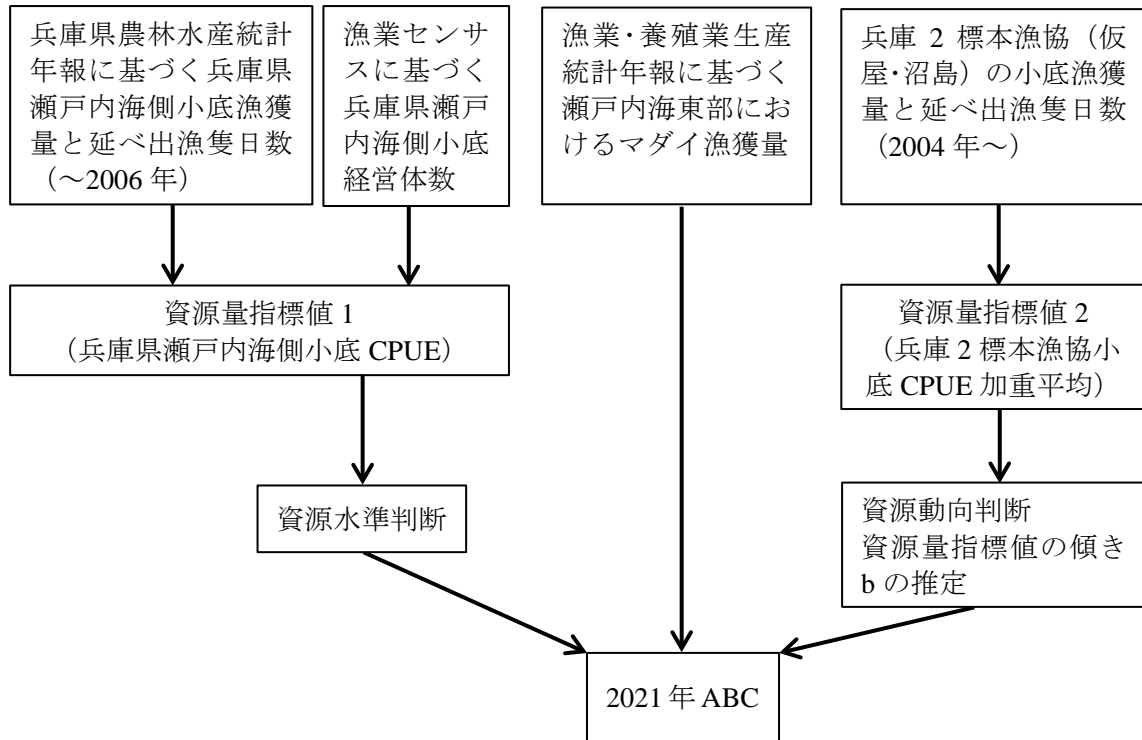 兵庫県農林水産統計
年報に基づく兵庫県
瀬戸内海側小底漁獲
量と延べ出漁隻日数
（～2006 年）
漁業センサ
スに基づく
兵庫県瀬戸
内海側小底
経営体数
漁業・養殖業生産
統計年報に基づく
瀬戸内海東部にお
けるマダイ漁獲量
兵庫 2 標本漁協（仮
屋・沼島）の小底漁獲
量と延べ出漁隻日数
（2004 年～）
資源量指標値 1
（兵庫県瀬戸内海側小底 CPUE）
資源量指標値 2
（兵庫 2 標本漁協小
底 CPUE 加重平均）
資源水準判断
資源動向判断
資源量指標値の傾き
b の推定
2021 年 ABC